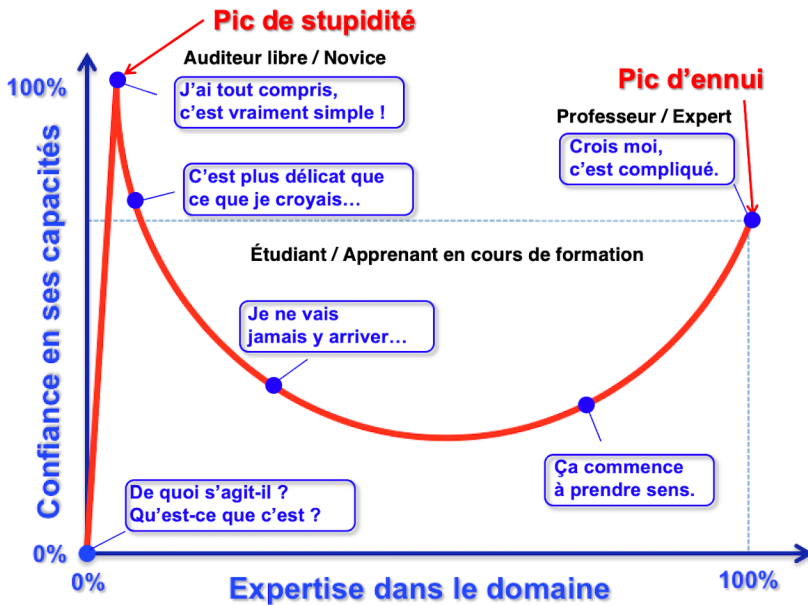 Pic de stupidité
Auditeur libre / Novice
100%
J'ai tout compris,
c'est vraiment simple !
Pic d'ennui
Professeur / Expert
Crois moi,
c'est compliqué.
C'est plus délicat que
ce que je croyais…
Étudiant / Apprenant en cours de formation
Je ne vais
jamais y arriver…
Ça commence
à prendre sens.
De quoi s'agit-il ?
Qu'est-ce que c'est ?
Confiance en ses capacités
0%
0%
Expertise dans le domaine
100%